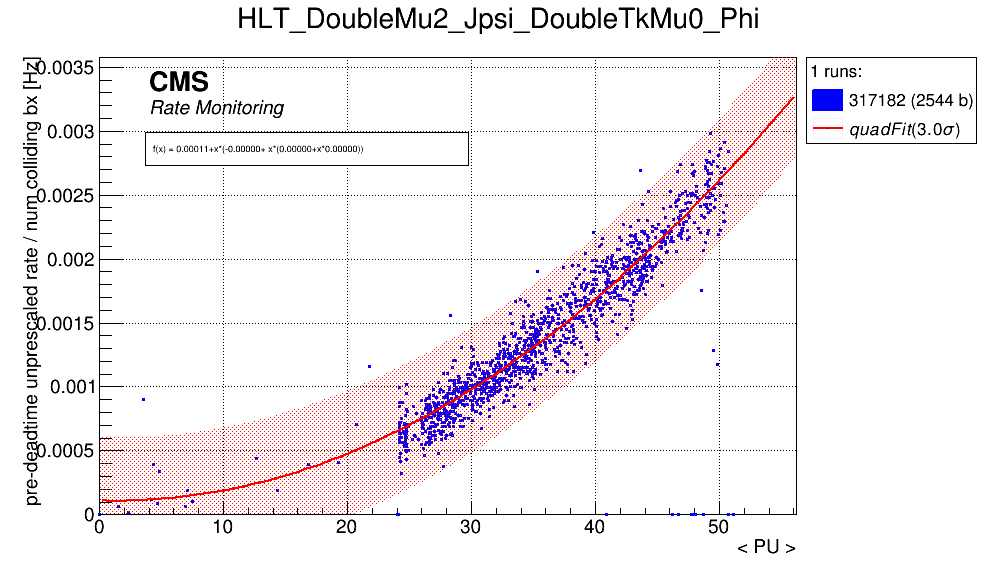 HLT_DoubleMu2_Jpsi_DoubleTkMu0_Phi
pre-deadtime unprescaled rate / num colliding bx [Hz]
0.0035
0.003
0.0025
0.002
0.0015
0.001
0.0005
0
CMS
Rate Monitoring
f(x) = 0.00011+x*(-0.00000+ x*(0.00000+x*0.00000))
0 10 20 30 40 50
< PU >
1 runs:
317182 (2544 b)
quadFit(3.0σ)